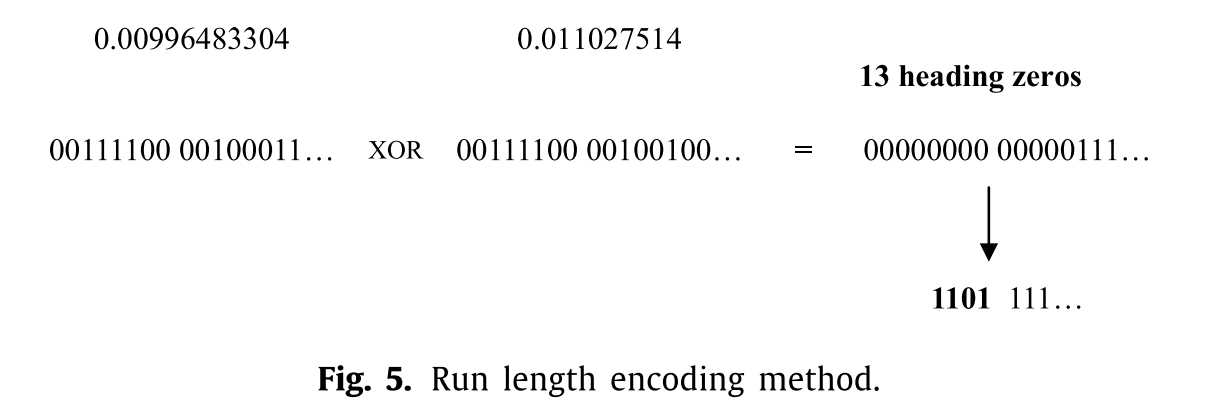 0.00996483304 0.011027514
13 heading zeros
00111100 00100011… XOR 00111100 00100100… = 00000000 00000111…
1101 111…
Fig. 5. Run length encoding method.